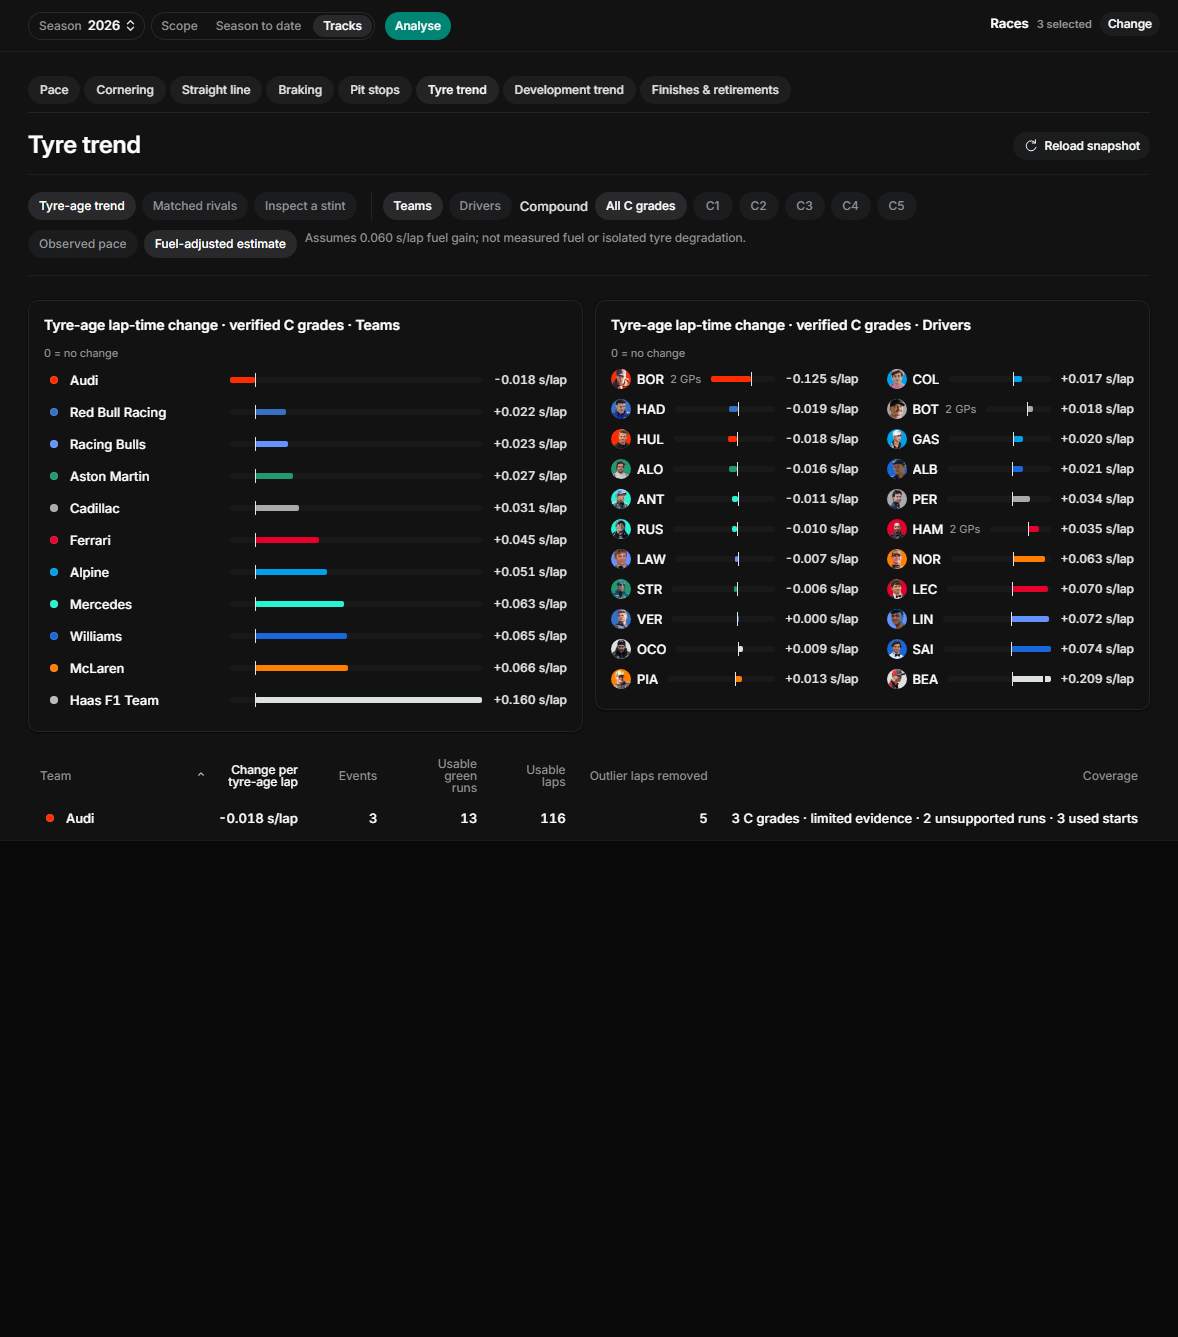 Season 2026
Scope Season to date Tracks
Analyse
Races 3 selected Change
Pace Cornering Straight line Braking Pit stops Tyre trend Development trend Finishes & retirements
Tyre trend
Reload snapshot
Tyre-age trend Matched rivals Inspect a stint Teams Drivers Compound All C grades C1 C2 C3 C4 C5
Observed pace Fuel-adjusted estimate Assumes 0.060 s/lap fuel gain; not measured fuel or isolated tyre degradation.
Tyre-age lap-time change · verified C grades · Teams
0 = no change
Audi -0.018 s/lap
Red Bull Racing +0.022 s/lap
Racing Bulls +0.023 s/lap
Aston Martin +0.027 s/lap
Cadillac +0.031 s/lap
Ferrari +0.045 s/lap
Alpine +0.051 s/lap
Mercedes +0.063 s/lap
Williams +0.065 s/lap
McLaren +0.066 s/lap
Haas F1 Team +0.160 s/lap
Tyre-age lap-time change · verified C grades · Drivers
0 = no change
BOR 2 GPs -0.125 s/lap
HAD -0.019 s/lap
HUL -0.018 s/lap
ALO -0.016 s/lap
ANT -0.011 s/lap
RUS -0.010 s/lap
LAW -0.007 s/lap
STR -0.006 s/lap
VER +0.000 s/lap
OCO +0.009 s/lap
PIA +0.013 s/lap
COL +0.017 s/lap
BOT 2 GPs +0.018 s/lap
GAS +0.020 s/lap
ALB +0.021 s/lap
PER +0.034 s/lap
HAM 2 GPs +0.035 s/lap
NOR +0.063 s/lap
LEC +0.070 s/lap
LIN +0.072 s/lap
SAI +0.074 s/lap
BEA +0.209 s/lap
Team
Change per
tyre-age lap
Events
Usable
green
runs
Usable
laps
Outlier laps removed
Coverage
Audi -0.018 s/lap 3 13 116 5 3 C grades · limited evidence · 2 unsupported runs · 3 used starts